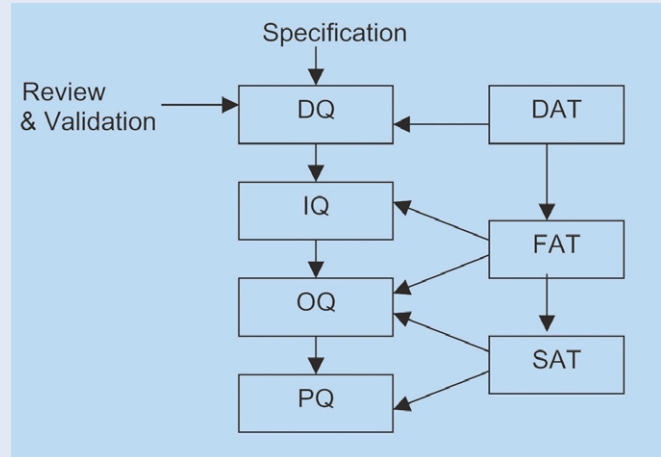 Specification
Review
& Validation
DQ
DAT
IQ
FAT
OQ
SAT
PQ